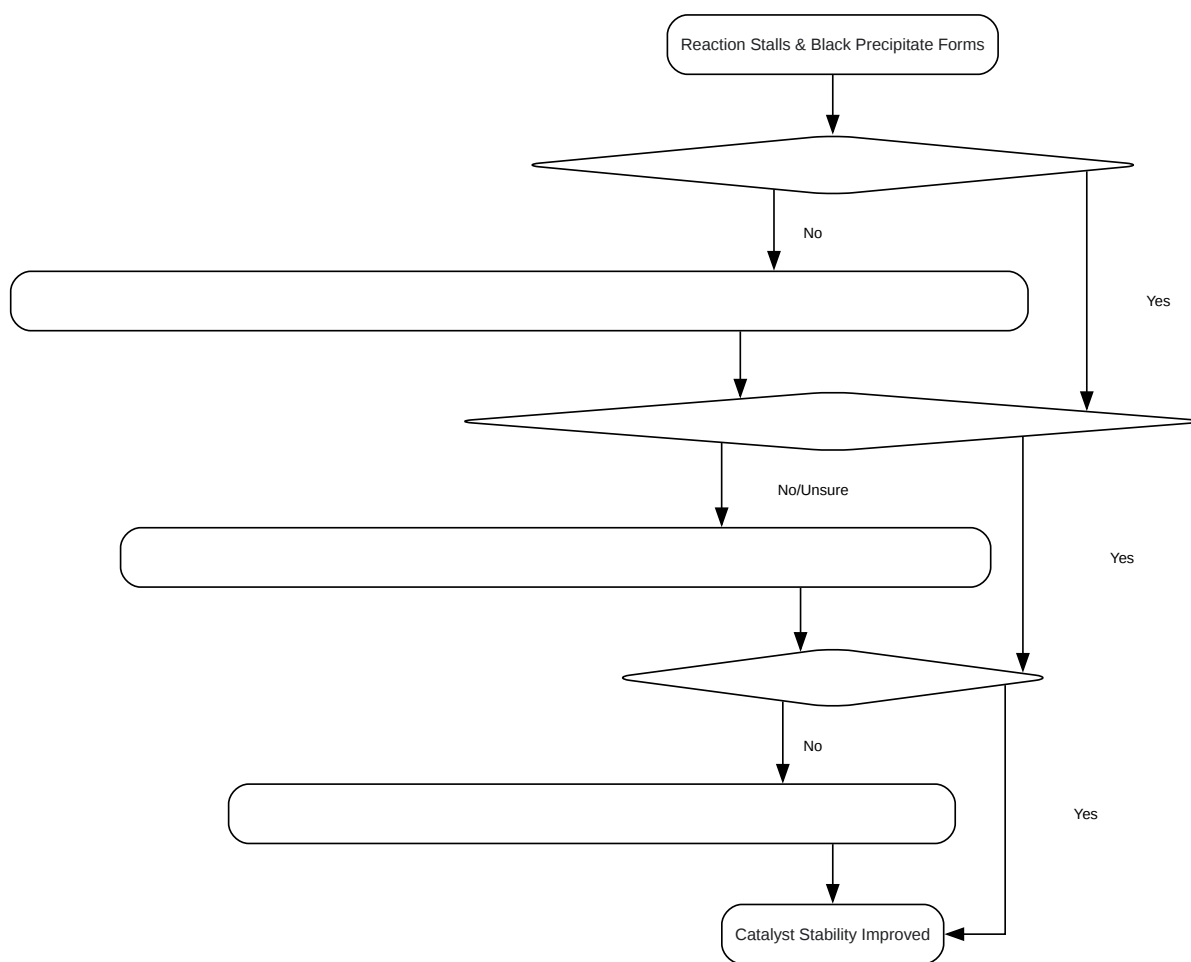 Reaction Stalls & Black Precipitate Forms
No
Yes
No/Unsure
Yes
No
Yes
Catalyst Stability Improved